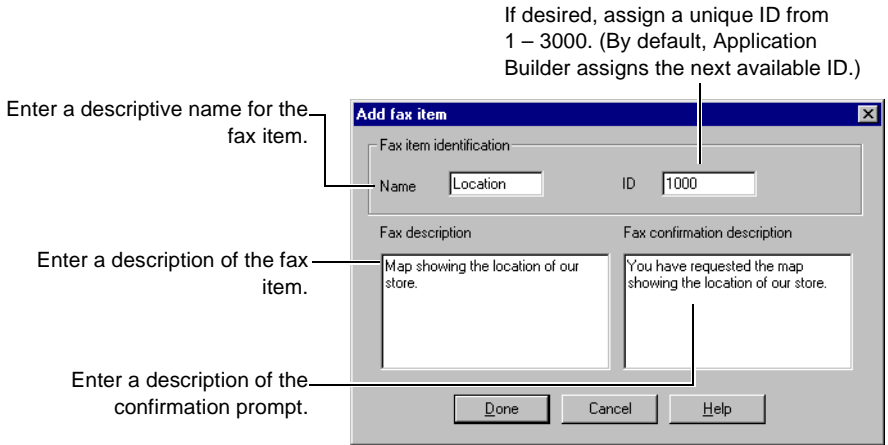 If desired, assign a unique ID from
1 – 3000. (By default, Application
Builder assigns the next available ID.)
Enter a descriptive name for the
fax item.
Add fax item
Fax item identification
Name
Location
ID
1000
Enter a description of the fax
item.
Fax description
Fax confirmation description
Map showing the location of our
store.
You have requested the map
showing the location of our store.
Enter a description of the
confirmation prompt.
Done
Cancel
Help